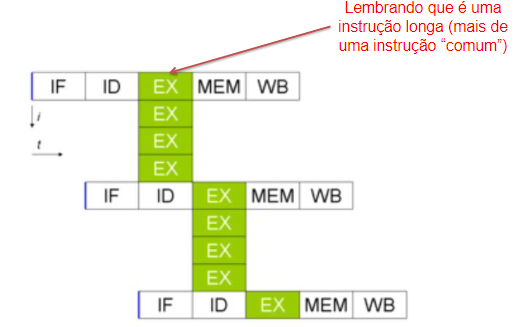 Lembrando que é uma
instrução longa (mais de
uma instrução “comum”)
IF ID EX MEM WB
i EX
t EX
EX
IF ID EX MEM WB
EX
EX
EX
IF ID EX MEM WB